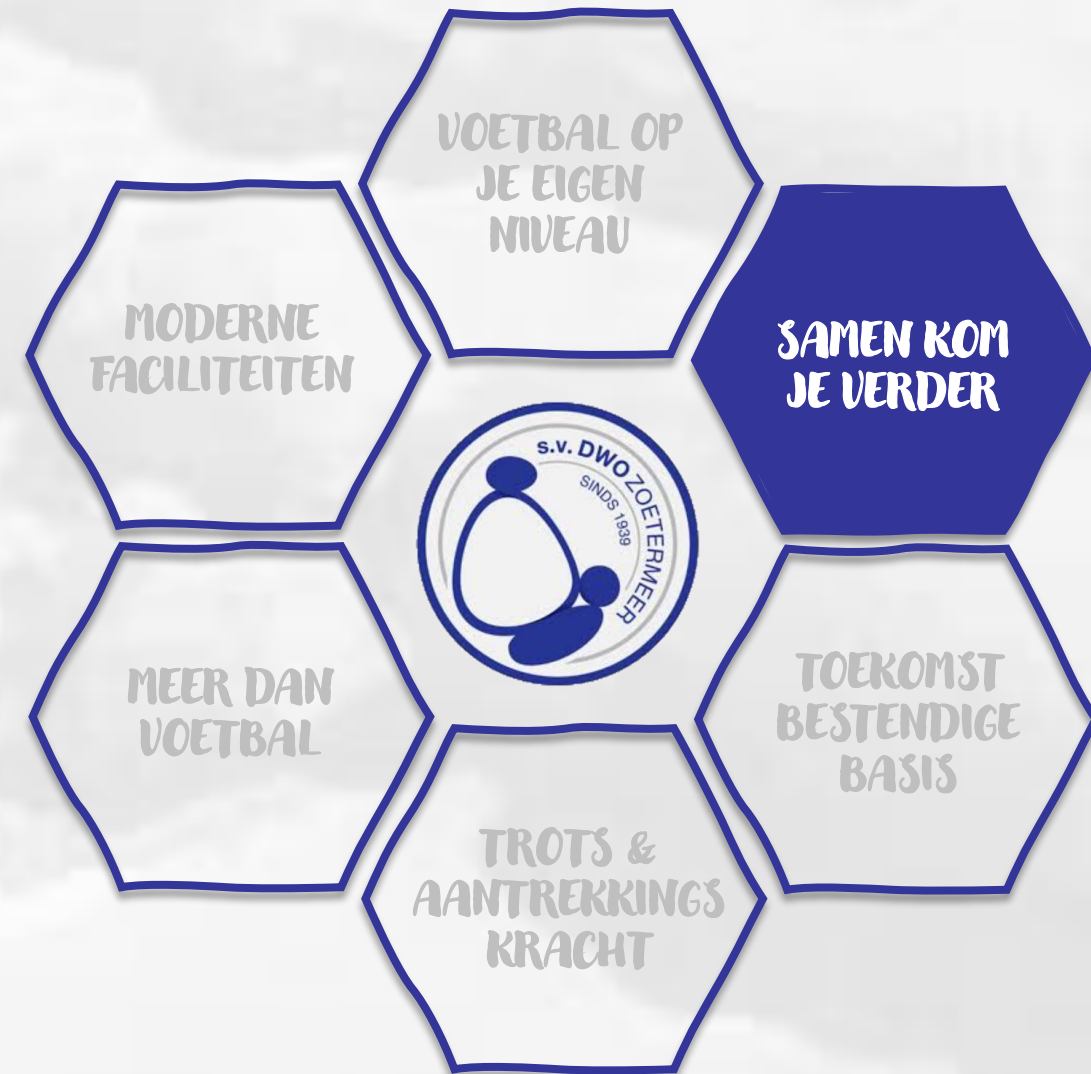 VOETBAL OP
JE EIGEN
NIVEAU
MODERNE
FACILITEITEN
SAMEN KOM
JE VERDER
s.v. DWO ZOETERMEER
SINDS 1939
MEER DAN
VOETBAL
TOEKOMST
BESTENDIGE
BASIS
TROTS &
AANTREKKINGS
KRACHT